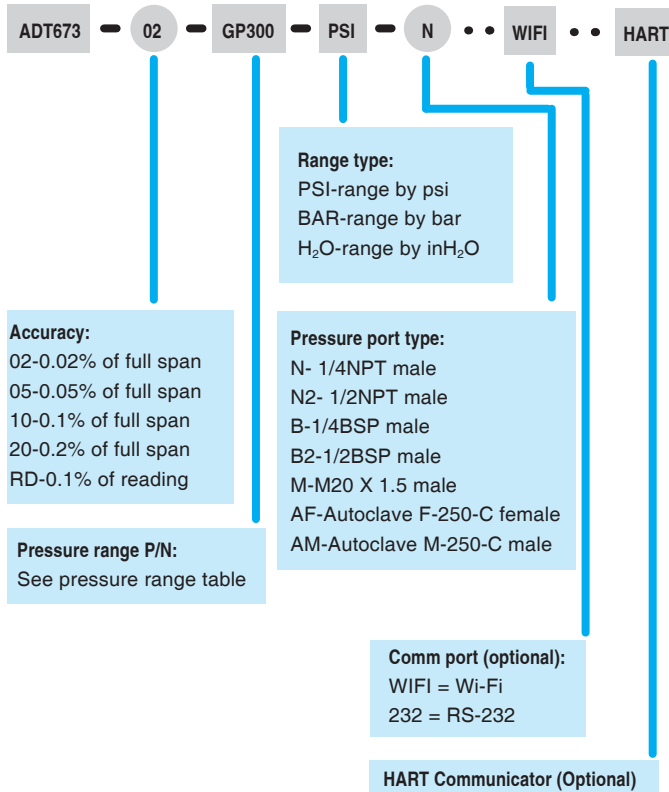 ADT673 – 02 – GP300 – PSI – N • • WIFI • • HART
Range type:
PSI-range by psi
BAR-range by bar
H₂O-range by inH₂O
Accuracy:
02-0.02% of full span
05-0.05% of full span
10-0.1% of full span
20-0.2% of full span
RD-0.1% of reading
Pressure port type:
N- 1/4NPT male
N2- 1/2NPT male
B-1/4BSP male
B2-1/2BSP male
M-M20 X 1.5 male
AF-Autoclave F-250-C female
AM-Autoclave M-250-C male
Pressure range P/N:
See pressure range table
Comm port (optional):
WIFI = Wi-Fi
232 = RS-232
HART Communicator (Optional)